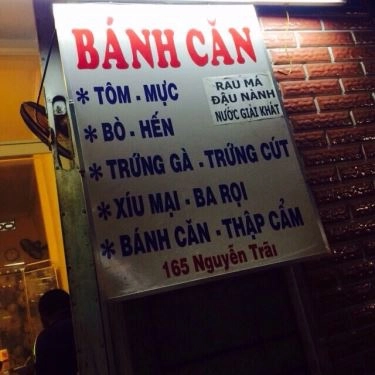 BÁNH CĂN
* TÔM - MỰC
RAU MÁ
ĐẬU NÀNH
NƯỚC GIẢI KHÁT
* BÒ - HẾN
* TRỨNG GÀ - TRỨNG CÚT
* XÍU MẠI - BA RỌI
* BÁNH CĂN - THẬP CẨM
165 Nguyễn Trãi